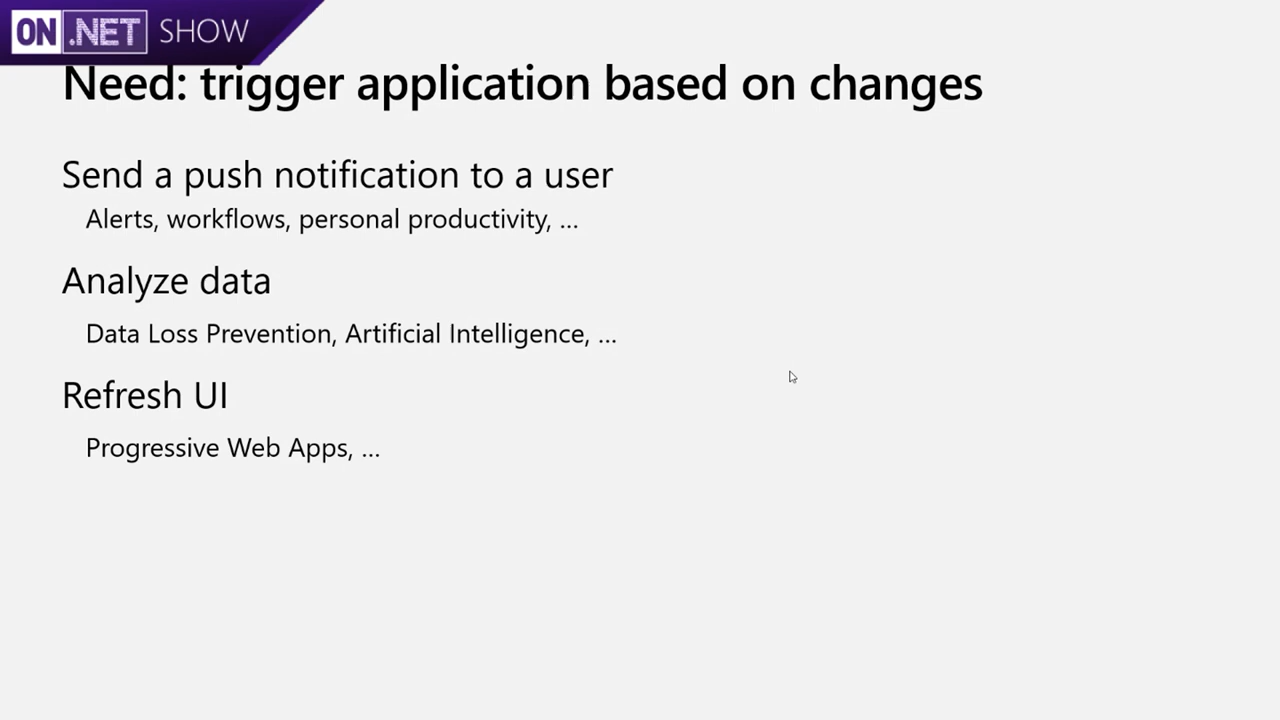 ON .NET SHOW
Need: trigger application based on changes
Send a push notification to a user
Alerts, workflows, personal productivity, ...
Analyze data
Data Loss Prevention, Artificial Intelligence, ...
Refresh UI
Progressive Web Apps, ...